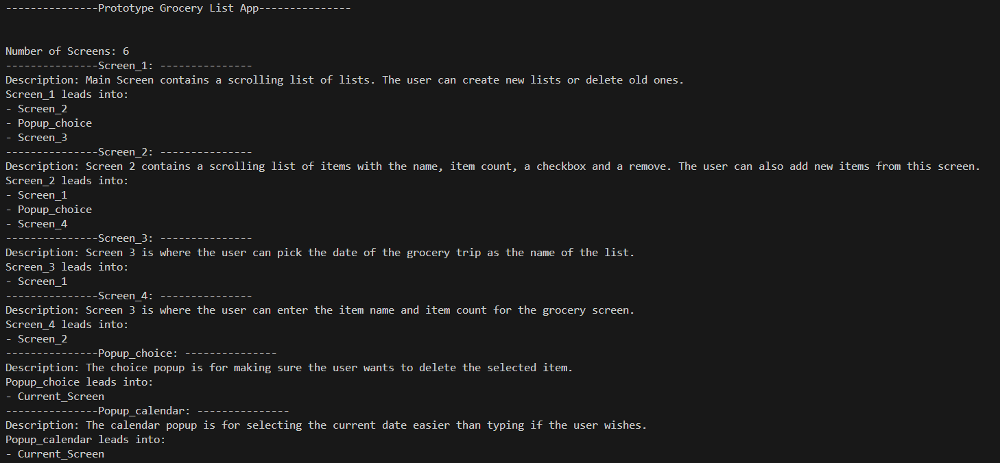 ---------------Prototype Grocery List App---------------
Number of Screens: 6
---------------Screen_1: ---------------
Description: Main Screen contains a scrolling list of lists. The user can create new lists or delete old ones.
Screen_1 leads into:
- Screen_2
- Popup_choice
- Screen_3
---------------Screen_2: ---------------
Description: Screen 2 contains a scrolling list of items with the name, item count, a checkbox and a remove. The user can also add new items from this screen.
Screen_2 leads into:
- Screen_1
- Popup_choice
- Screen_4
---------------Screen_3: ---------------
Description: Screen 3 is where the user can pick the date of the grocery trip as the name of the list.
Screen_3 leads into:
- Screen_1
---------------Screen_4: ---------------
Description: Screen 3 is where the user can enter the item name and item count for the grocery screen.
Screen_4 leads into:
- Screen_2
---------------Popup_choice: ---------------
Description: The choice popup is for making sure the user wants to delete the selected item.
Popup_choice leads into:
- Current_Screen
---------------Popup_calendar: ---------------
Description: The calendar popup is for selecting the current date easier than typing if the user wishes.
Popup_calendar leads into:
- Current_Screen